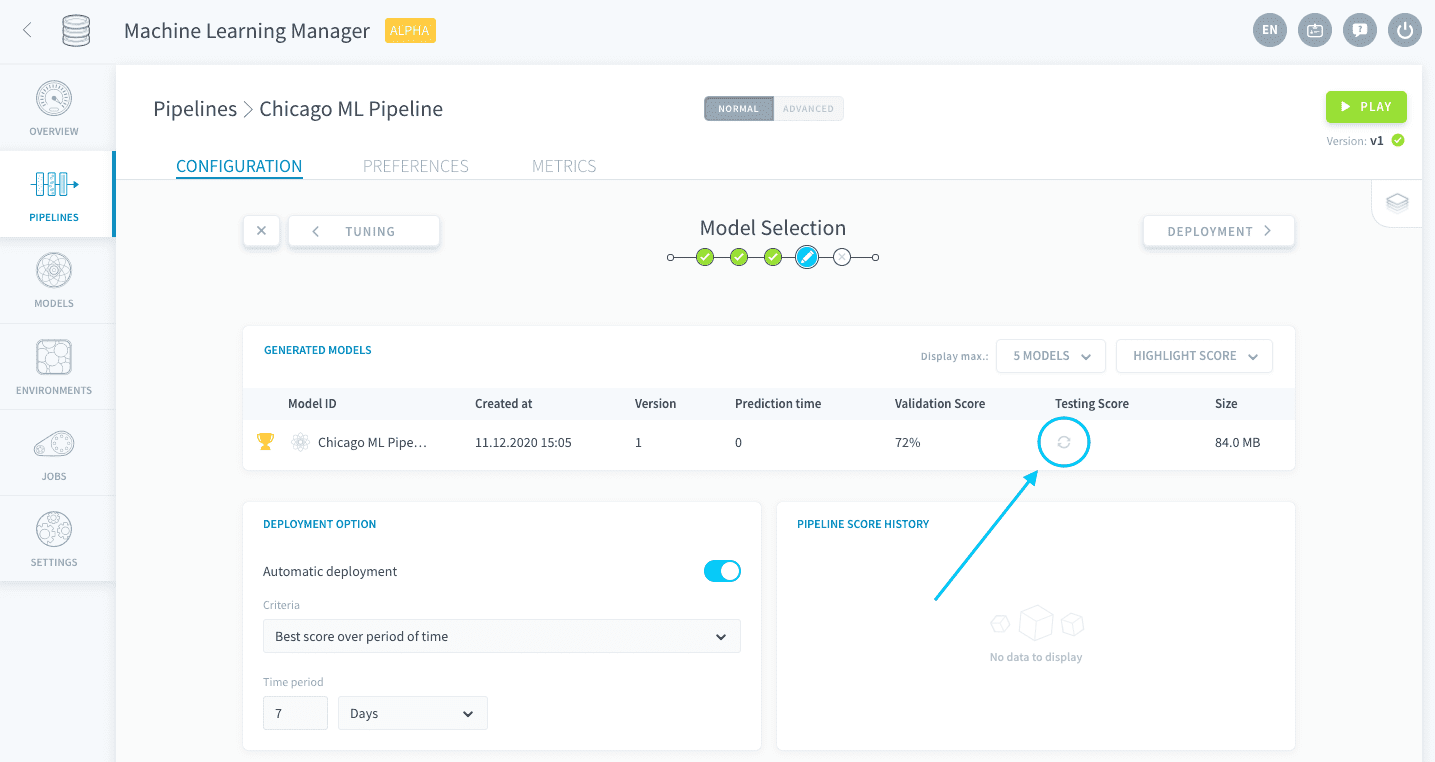 Machine Learning Manager ALPHA
EN
OVERVIEW
PIPELINES
MODELS
ENVIRONMENTS
JOBS
SETTINGS
Pipelines > Chicago ML Pipeline
NORMAL ADVANCED
PLAY
Version: v1
CONFIGURATION PREFERENCES METRICS
TUNING
Model Selection
DEPLOYMENT
GENERATED MODELS
Display max.: 5 MODELS HIGHLIGHT SCORE
Model ID Created at Version Prediction time Validation Score Testing Score Size
Chicago ML Pipe... 11.12.2020 15:05 1 0 72% 84.0 MB
DEPLOYMENT OPTION
Automatic deployment
Criteria
Best score over period of time
Time period
7 Days
PIPELINE SCORE HISTORY
No data to display